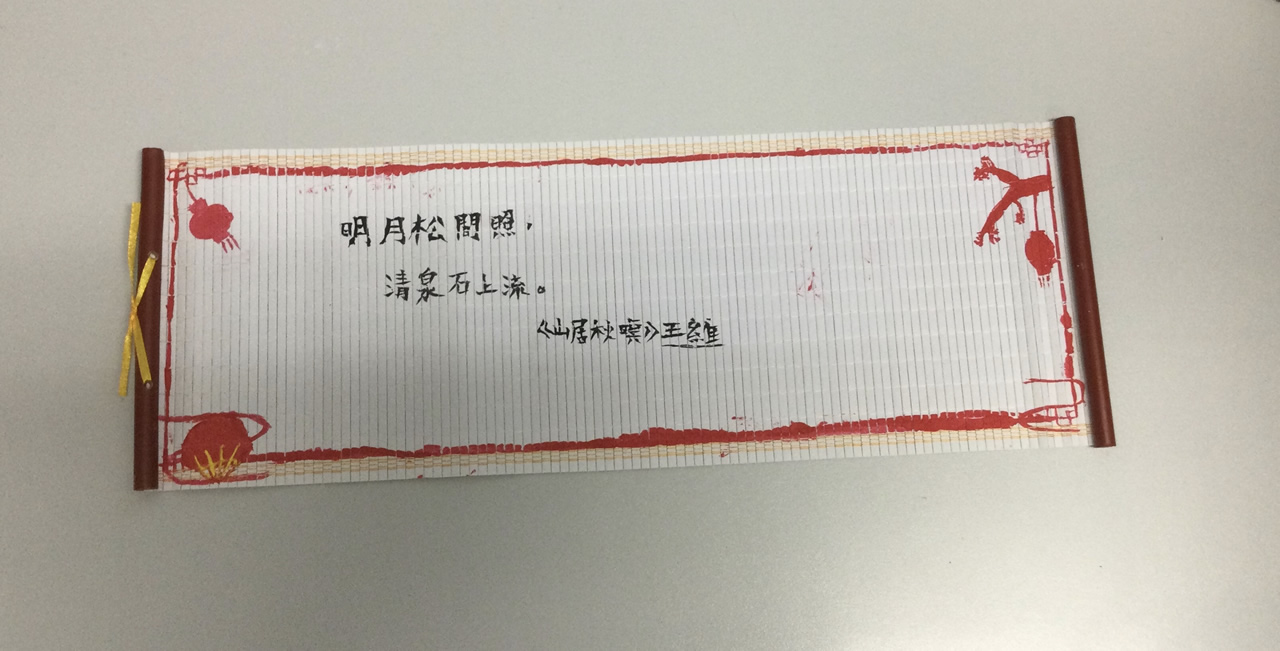 明月松間照，
清泉石上流。
《山居秋暝》王維